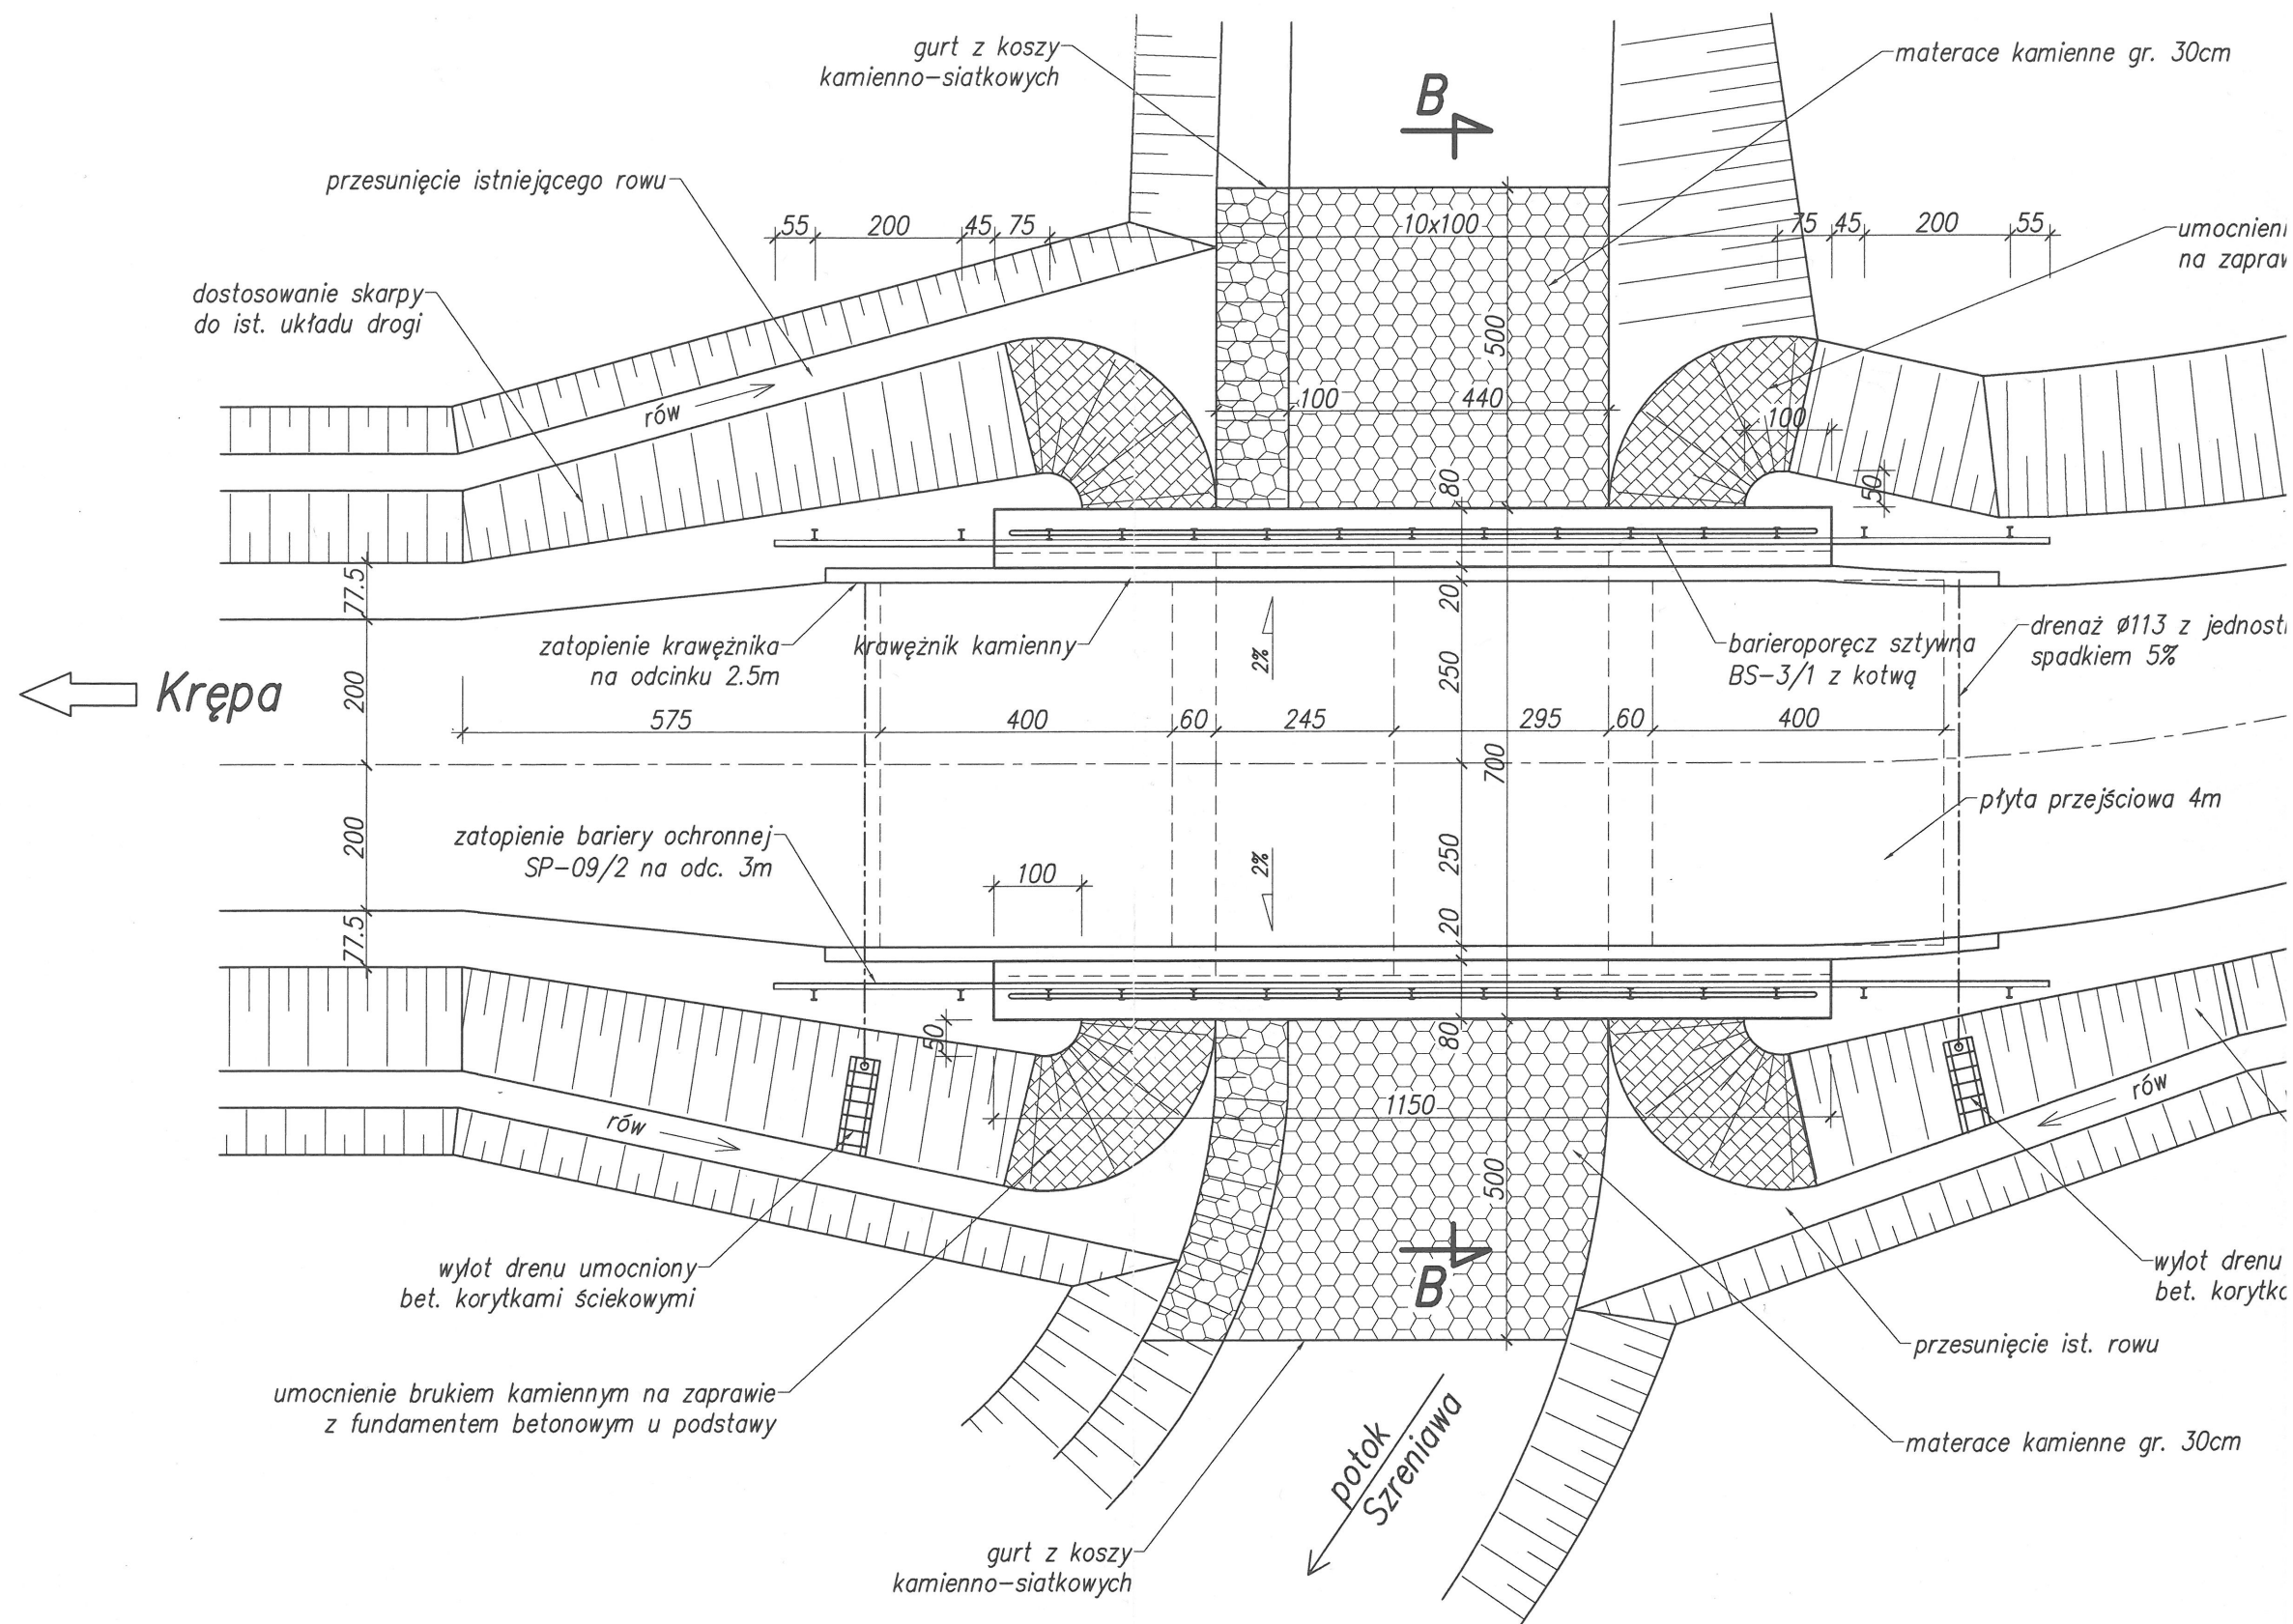 gurt z koszy
kamienno-siatkowych
B
materace kamienne gr. 30cm
przesunięcie istniejącego rowu
55 200 45 75 10x100 75 45 200 55
umocnieni
na zapraw
dostosowanie skarpy
do ist. układu drogi
rów
500
100 440
100
80
50
77.5
20
zatopienie krawężnika
na odcinku 2.5m
krawężnik kamienny
2%
250
barieroporęcz sztywna
BS-3/1 z kotwą
drenaż ø113 z jednost
spadkiem 5%
Krępa
200
575 400 60 245 295 60 400
700
płyta przejściowa 4m
zatopienie bariery ochronnej
SP-09/2 na odc. 3m
200
100
2%
250
20
77.5
50
80
1150
rów
rów
500
B
wylot drenu umocniony
bet. korytkami ściekowymi
wylot drenu
bet. korytka
przesunięcie ist. rowu
umocnienie brukiem kamiennym na zaprawie
z fundamentem betonowym u podstawy
potok
Szreniawa
materace kamienne gr. 30cm
gurt z koszy
kamienno-siatkowych